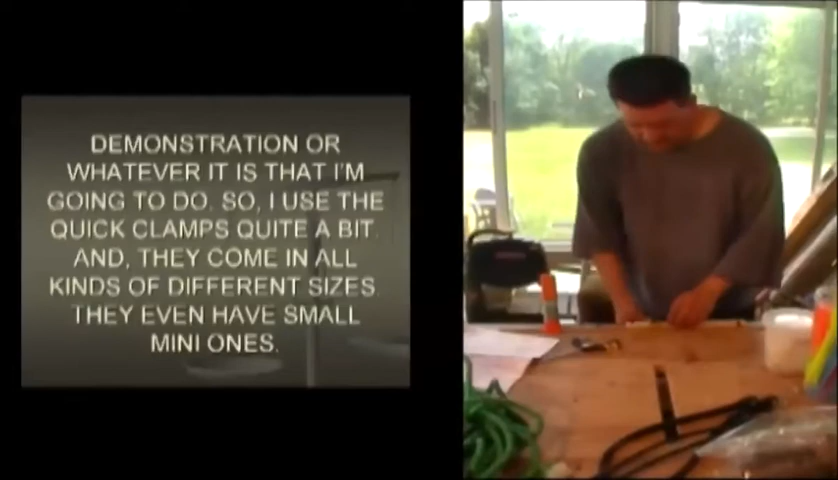 DEMONSTRATION OR
WHATEVER IT IS THAT I'M
GOING TO DO. SO, I USE THE
QUICK CLAMPS QUITE A BIT.
AND, THEY COME IN ALL
KINDS OF DIFFERENT SIZES.
THEY EVEN HAVE SMALL
MINI ONES.